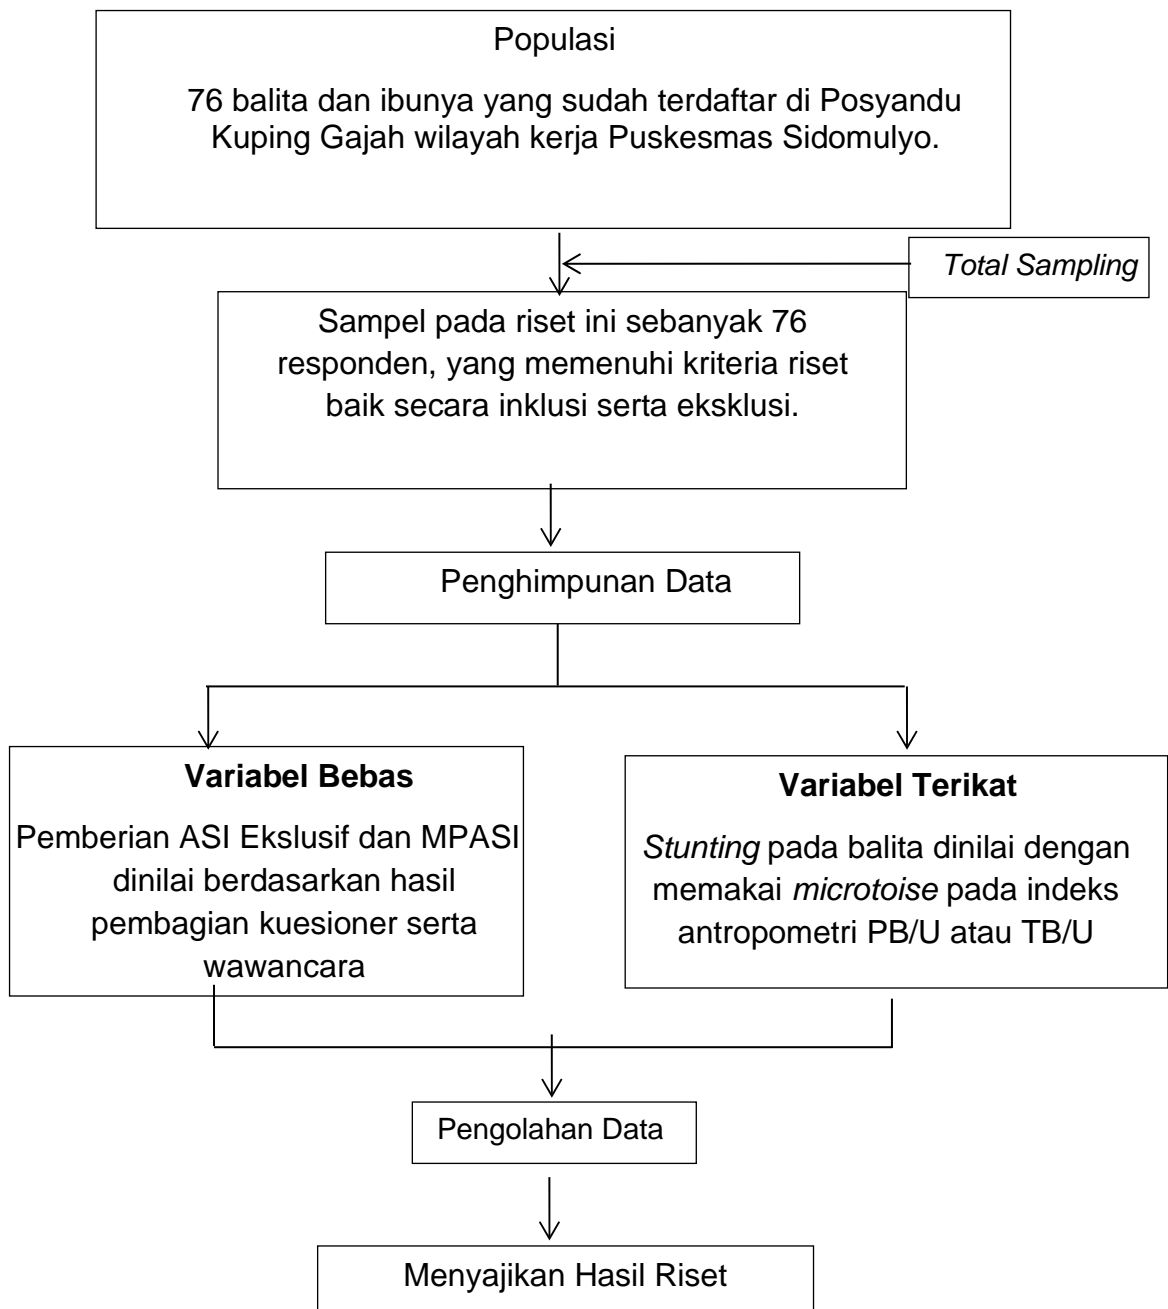 Populasi
76 balita dan ibunya yang sudah terdaftar di Posyandu
Kuping Gajah wilayah kerja Puskesmas Sidomulyo.
Total Sampling
Sampel pada riset ini sebanyak 76
responden, yang memenuhi kriteria riset
baik secara inklusi serta eksklusi.
Penghimpunan Data
Variabel Bebas
Pemberian ASI Ekslusif dan MPASI
dinilai berdasarkan hasil
pembagian kuesioner serta
wawancara
Variabel Terikat
Stunting pada balita dinilai dengan
memakai microtoise pada indeks
antropometri PB/U atau TB/U
Pengolahan Data
Menyajikan Hasil Riset